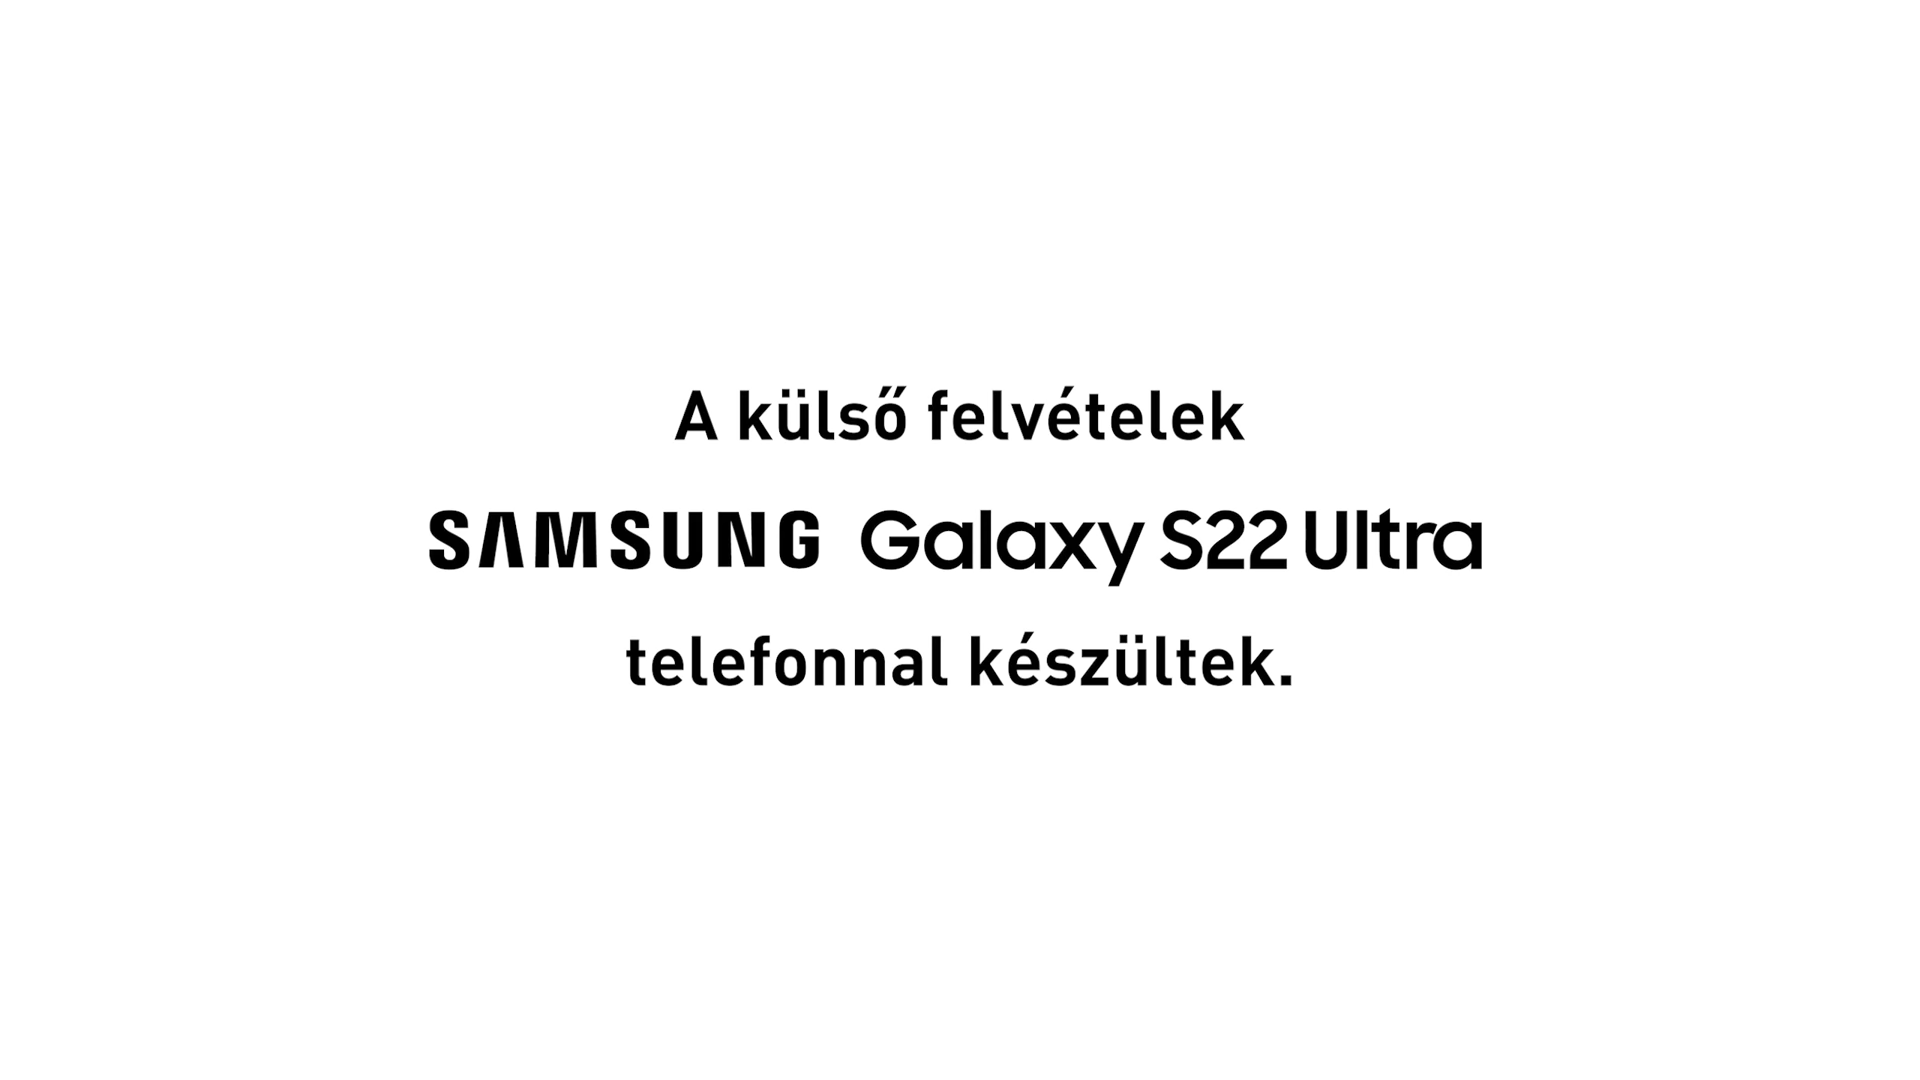 A külső felvételek
SAMSUNG Galaxy S22 Ultra
telefonnal készültek.